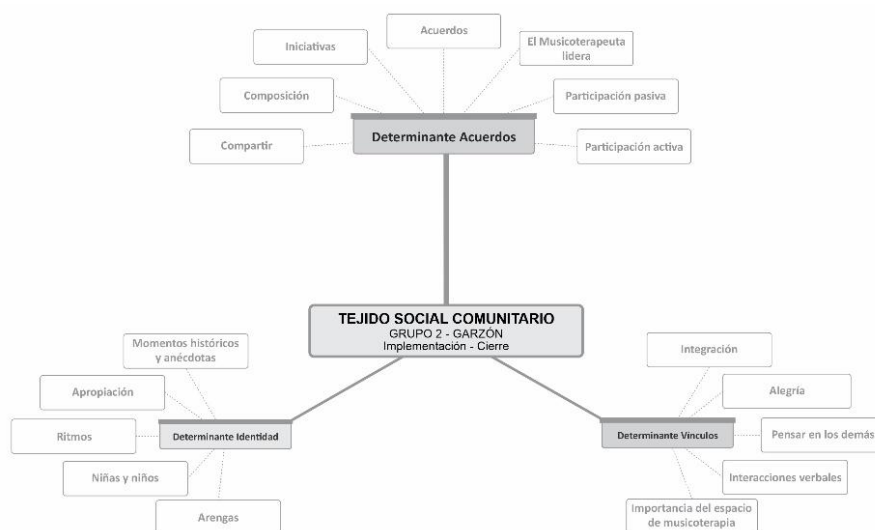 Acuerdos
Iniciativas
El Musicoterapeuta
lidera
Composición
Participación pasiva
Compartir
Determinante Acuerdos
Participación activa
TEJIDO SOCIAL COMUNITARIO
GRUPO 2 - GARZÓN
Implementación - Cierre
Momentos históricos
y anécdotas
Apropiación
Ritmos
Determinante Identidad
Niñas y niños
Arengas
Integración
Alegría
Determinante Vínculos
Pensar en los demás
Interacciones verbales
Importancia del espacio
de musicoterapia